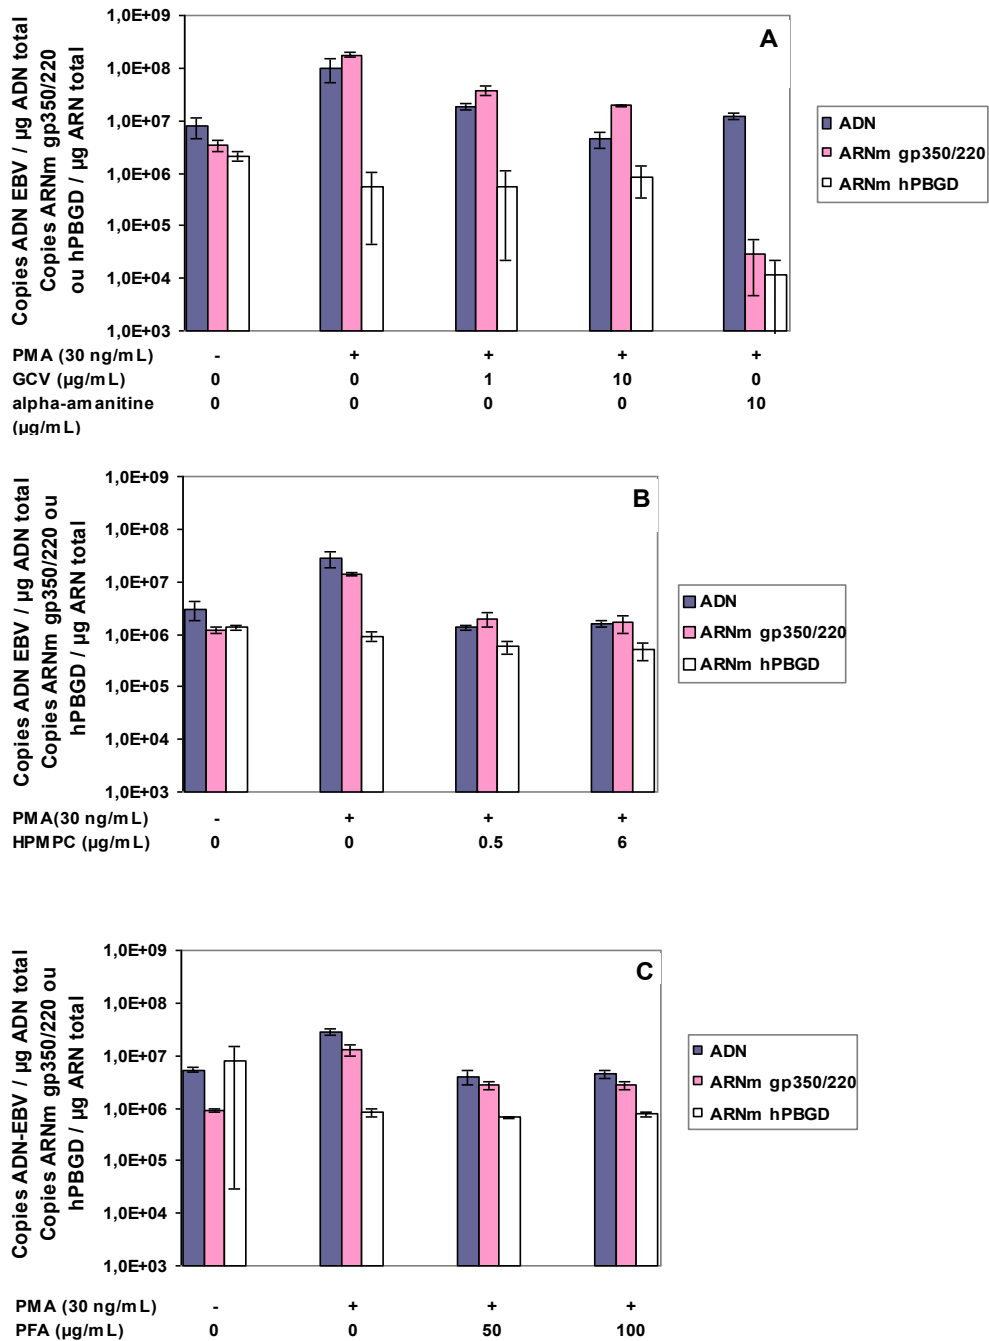 Copies ADN EBV / µg ADN total
Copies ARNm gp350/220
ou hPBGD / µg ARN total
1,0E+09
1,0E+08
1,0E+07
1,0E+06
1,0E+05
1,0E+04
1,0E+03
A
ADN
ARNm gp350/220
ARNm hPBGD
PMA (30 ng/mL) - + + + +
GCV (µg/mL) 0 0 1 10 0
alpha-amanitine 0 0 0 0 10
(µg/mL)
Copies ADN EBV / µg ADN total
Copies ARNm gp350/220 ou
hPBGD / µg ARN total
1,0E+09
1,0E+08
1,0E+07
1,0E+06
1,0E+05
1,0E+04
1,0E+03
B
ADN
ARNm gp350/220
ARNm hPBGD
PMA(30 ng/mL) - + + +
HPMPC (µg/mL) 0 0 0.5 6
Copies ADN-EBV / µg ADN total
Copies ARNm gp350/220 ou
hPBGD / µg ARN total
1,0E+09
1,0E+08
1,0E+07
1,0E+06
1,0E+05
1,0E+04
1,0E+03
C
ADN
ARNm gp350/220
ARNm hPBGD
PMA (30 ng/mL) - + + +
PFA (µg/mL) 0 0 50 100